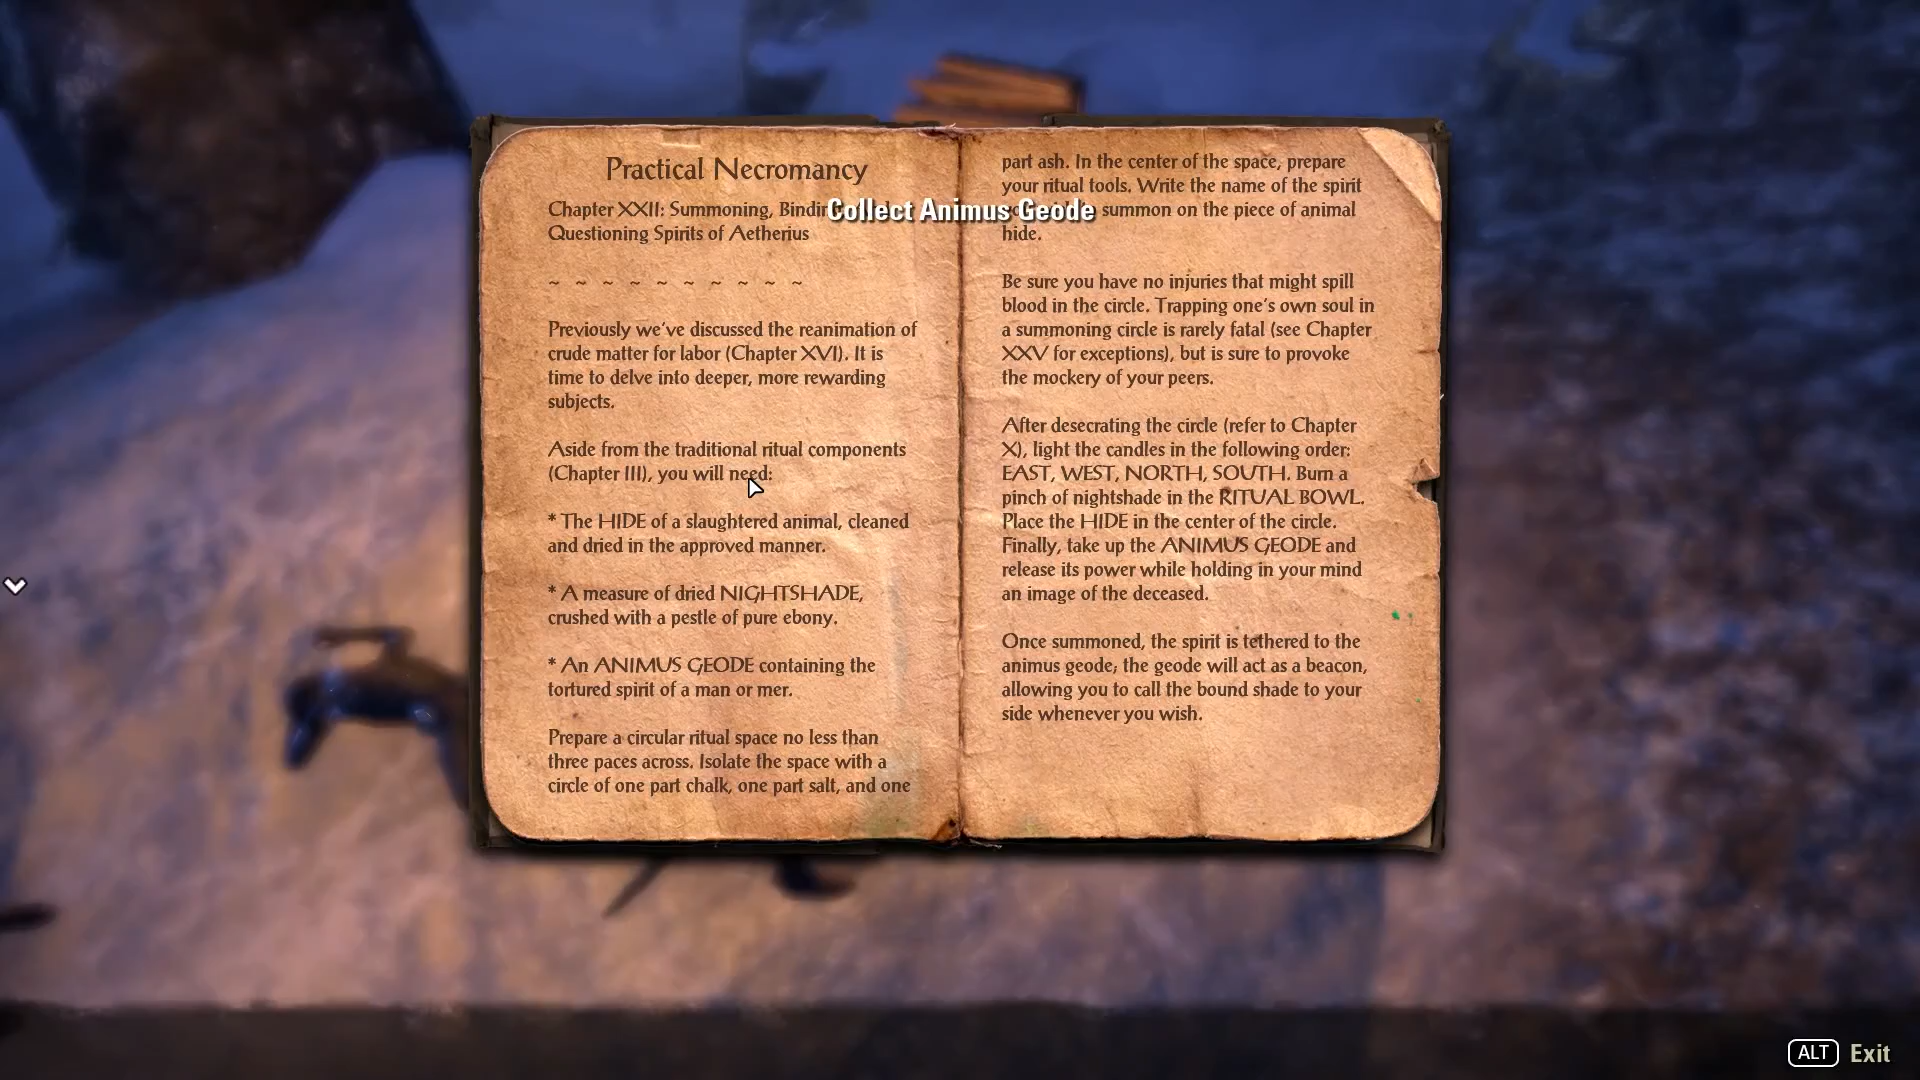 Practical Necromancy
Chapter XXII: Summoning, Bindin
Questioning Spirits of Aetherius
~ ~ ~ ~ ~ ~ ~ ~ ~ ~
Previously we've discussed the reanimation of
crude matter for labor (Chapter XVI). It is
time to delve into deeper, more rewarding
subjects.
Aside from the traditional ritual components
(Chapter III), you will need:
* The HIDE of a slaughtered animal, cleaned
and dried in the approved manner.
* A measure of dried NIGHTSHADE,
crushed with a pestle of pure ebony.
* An ANIMUS GEODE containing the
tortured spirit of a man or mer.
Prepare a circular ritual space no less than
three paces across. Isolate the space with a
circle of one part chalk, one part salt, and one
Collect Animus Geode
part ash. In the center of the space, prepare
your ritual tools. Write the name of the spirit
summon on the piece of animal
hide.
Be sure you have no injuries that might spill
blood in the circle. Trapping one's own soul in
a summoning circle is rarely fatal (see Chapter
XXV for exceptions), but is sure to provoke
the mockery of your peers.
After desecrating the circle (refer to Chapter
X), light the candles in the following order:
EAST, WEST, NORTH, SOUTH. Burn a
pinch of nightshade in the RITUAL BOWL.
Place the HIDE in the center of the circle.
Finally, take up the ANIMUS GEODE and
release its power while holding in your mind
an image of the deceased.
Once summoned, the spirit is tethered to the
animus geode; the geode will act as a beacon,
allowing you to call the bound shade to your
side whenever you wish.
ALT Exit